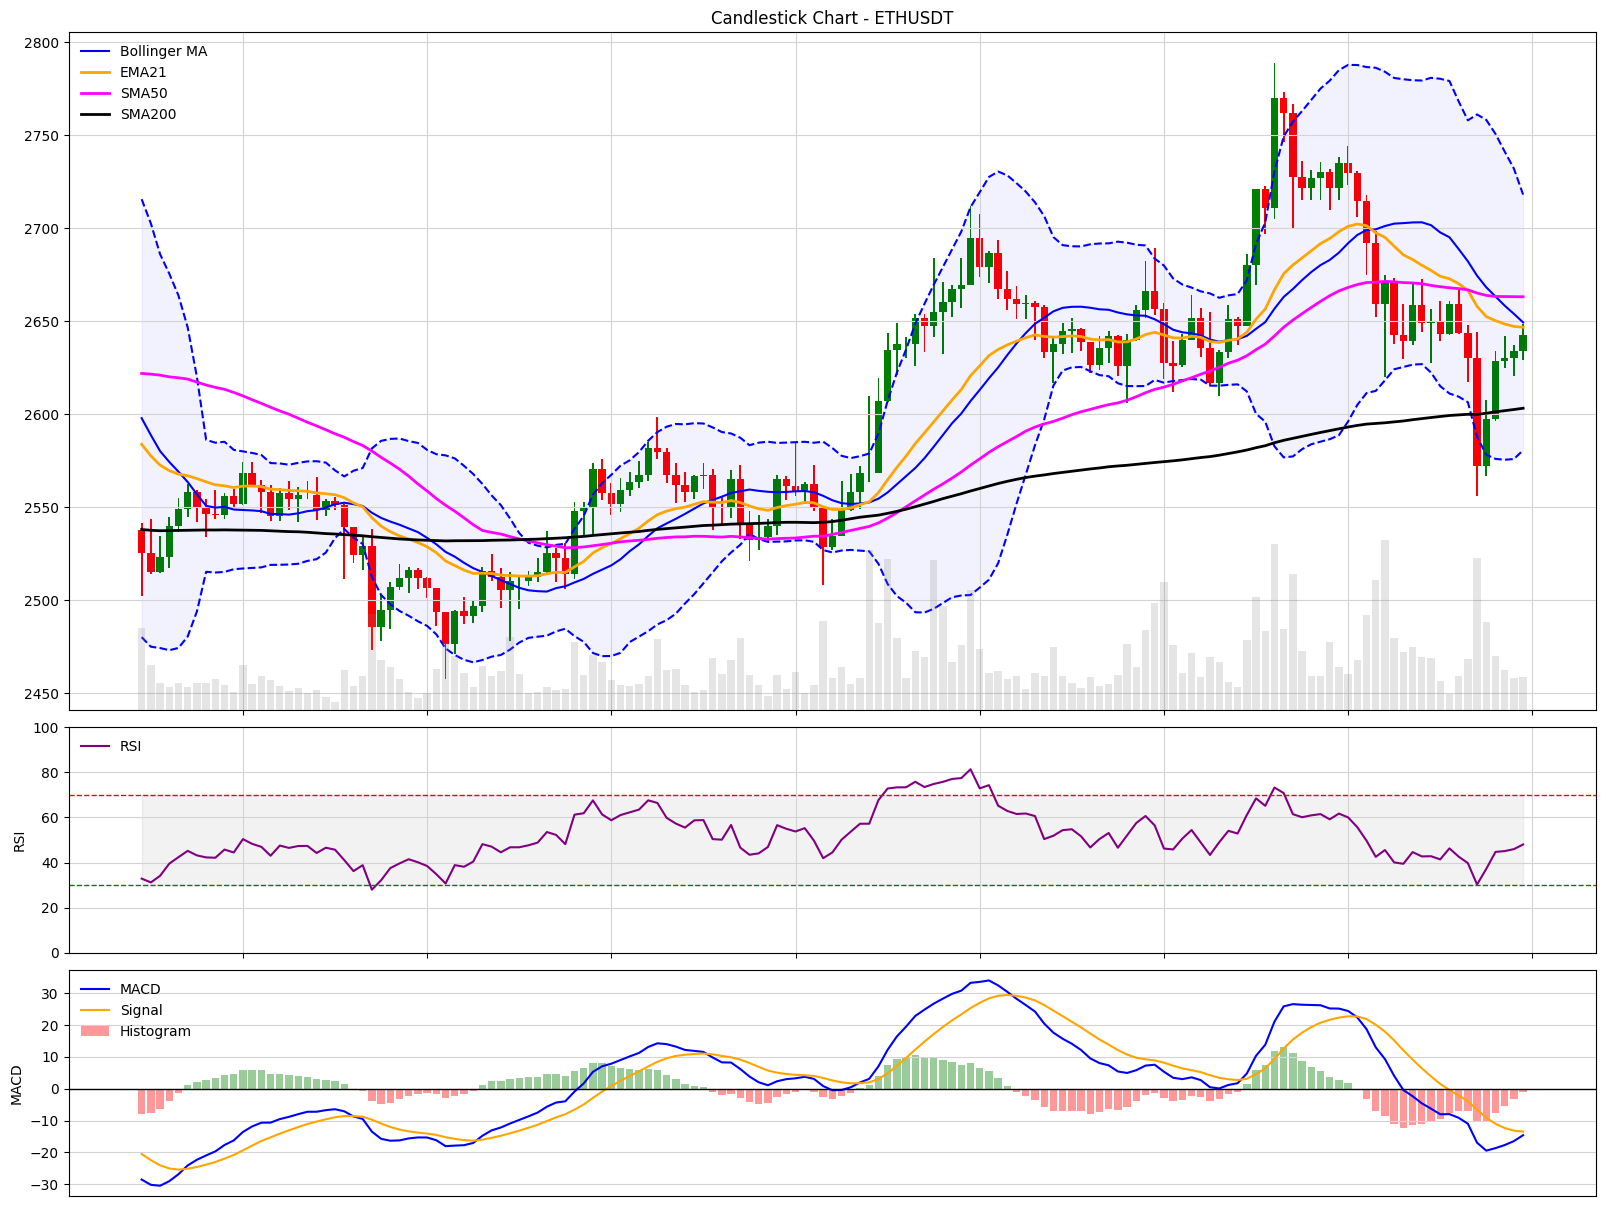 Candlestick Chart - ETHUSDT
2800
2750
2700
2650
2600
2550
2500
2450
Bollinger MA
EMA21
SMA50
SMA200
100
80
60
40
20
0
RSI
RSI
30
20
10
0
−10
−20
−30
MACD
MACD
Signal
Histogram